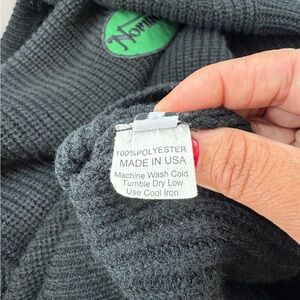 100% POLYESTER
MADE IN USA
Machine Wash Cold
Tumble Dry Low
Use Cool Iron